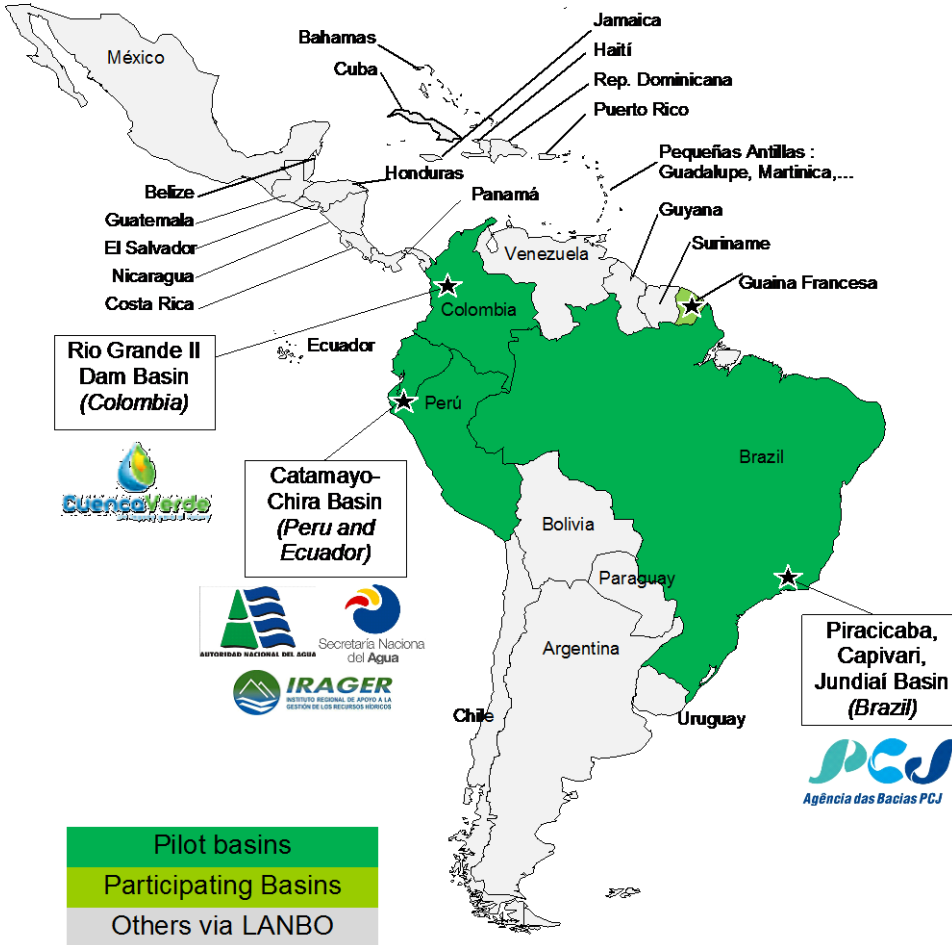 México
Bahamas
Cuba
Jamaica
Haití
Rep. Dominicana
Puerto Rico
Pequeñas Antillas :
Guadalupe, Martinica,...
Belize
Guatemala
El Salvador
Nicaragua
Costa Rica
Honduras
Panamá
Guyana
Suriname
Guaina Francesa
Venezuela
Colombia
Ecuador
Perú
Brazil
Bolivia
Paraguay
Argentina
Chile
Uruguay
Rio Grande II
Dam Basin
(Colombia)
CuencaVerde
Catamayo-
Chira Basin
(Peru and
Ecuador)
AUTORIDAD NACIONAL DEL AGUA
Secretaría Naciona
del Agua
IRAGER
INSTITUTO REGIONAL DE APOYO A LA
GESTIÓN DE LOS RECURSOS HÍDRICOS
Piracicaba,
Capivari,
Jundiaí Basin
(Brazil)
PCJ
Agência das Bacias PCJ
Pilot basins
Participating Basins
Others via LANBO